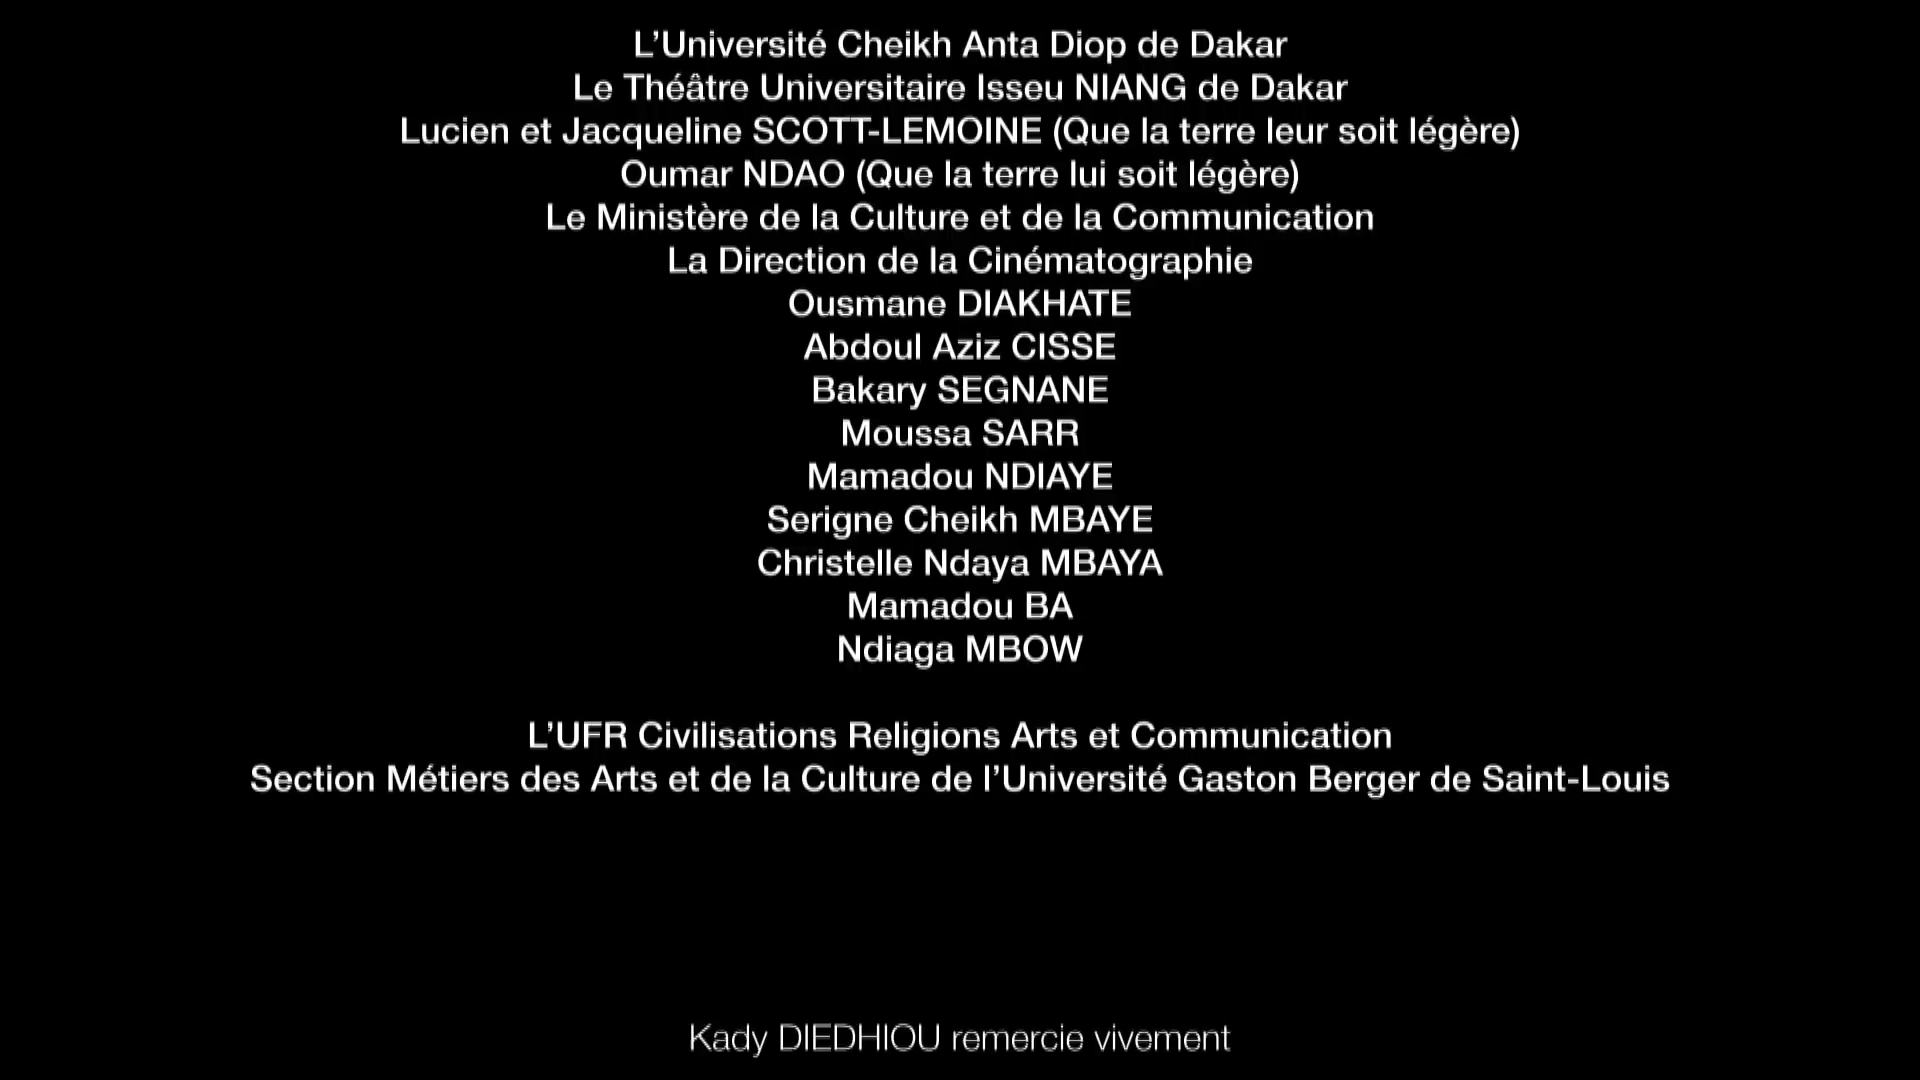 L’Université Cheikh Anta Diop de Dakar
Le Théâtre Universitaire Isseu NIANG de Dakar
Lucien et Jacqueline SCOTT-LEMOINE (Que la terre leur soit légère)
Oumar NDAO (Que la terre lui soit légère)
Le Ministère de la Culture et de la Communication
La Direction de la Cinématographie
Ousmane DIAKHATE
Abdoul Aziz CISSE
Bakary SEGNANE
Moussa SARR
Mamadou NDIAYE
Serigne Cheikh MBAYE
Christelle Ndaya MBAYA
Mamadou BA
Ndiaga MBOW
L’UFR Civilisations Religions Arts et Communication
Section Métiers des Arts et de la Culture de l’Université Gaston Berger de Saint-Louis
Kady DIEDHIOU remercie vivement